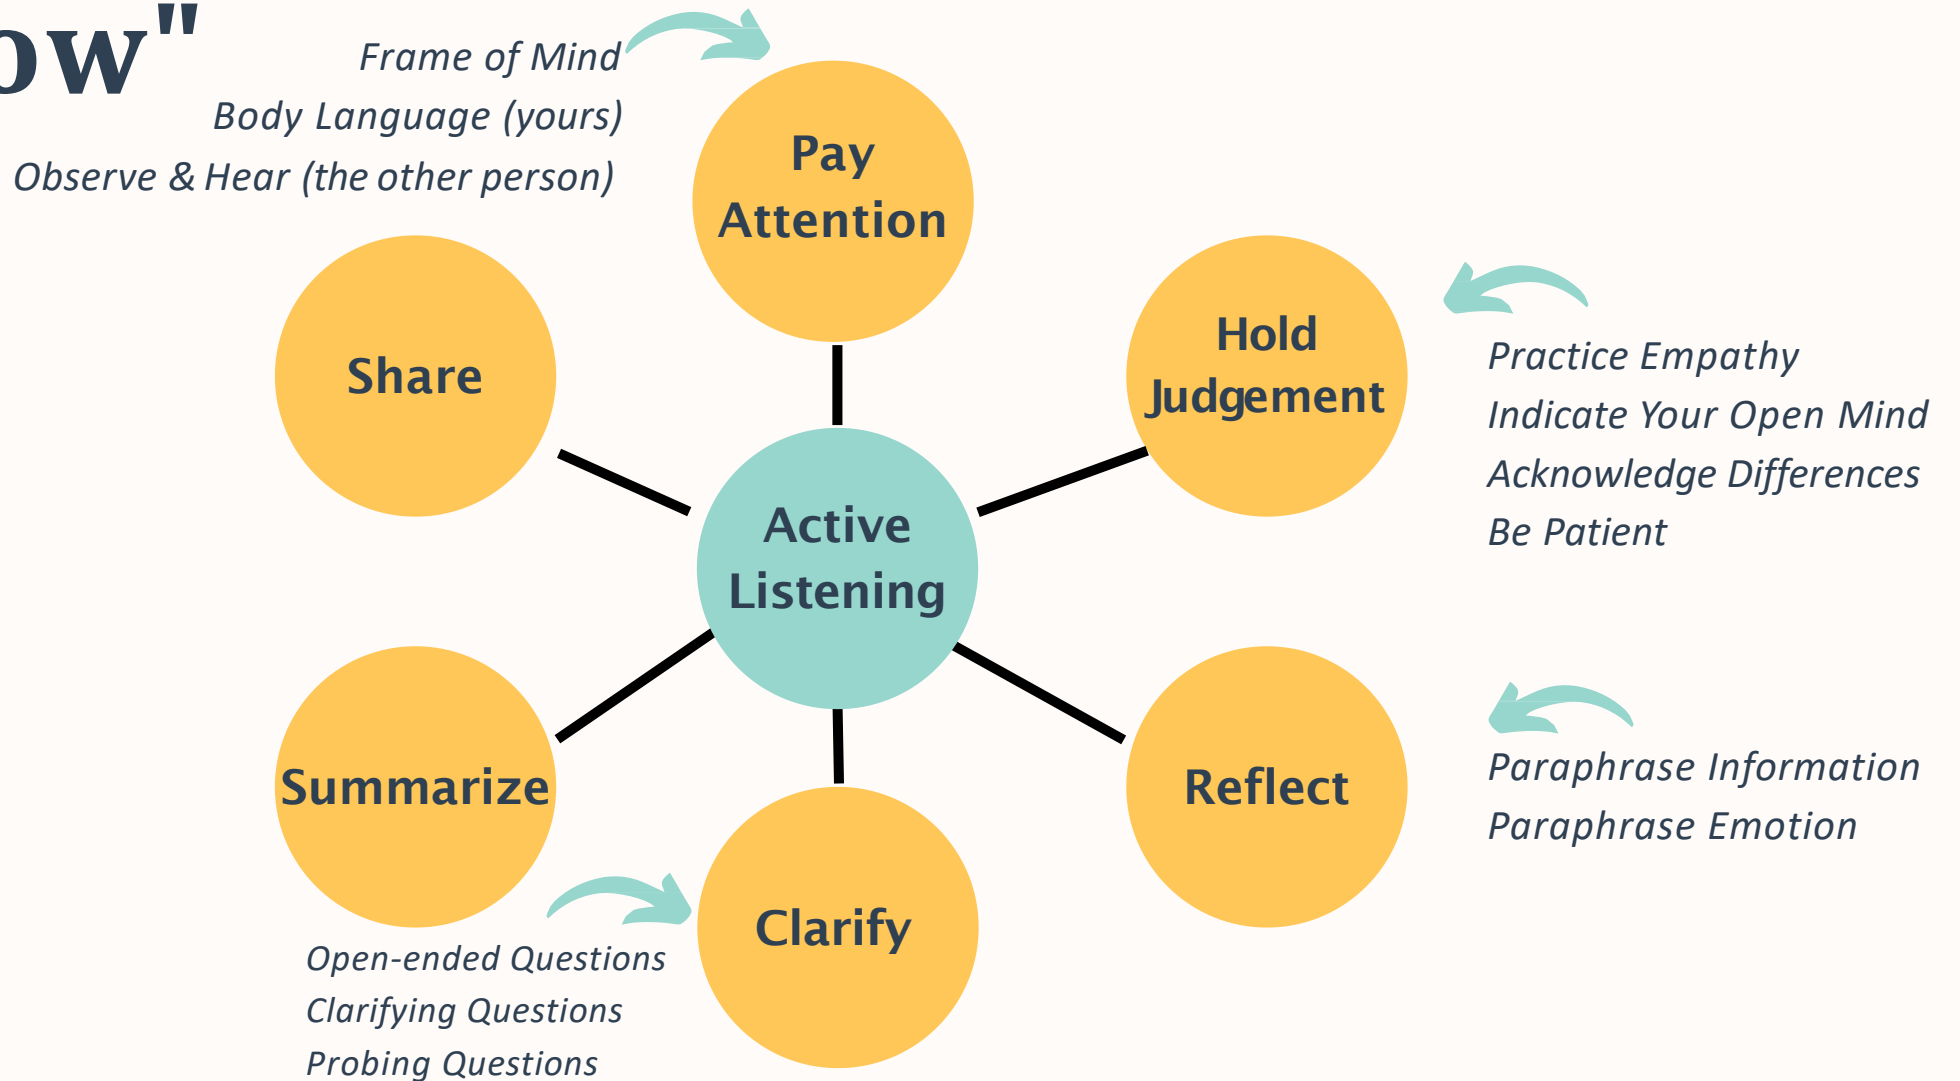 ow"
Frame of Mind
Body Language (yours)
Observe & Hear (the other person)
Pay
Attention
Hold
Judgement
Practice Empathy
Indicate Your Open Mind
Acknowledge Differences
Be Patient
Share
Active
Listening
Summarize
Reflect
Paraphrase Information
Paraphrase Emotion
Clarify
Open-ended Questions
Clarifying Questions
Probing Questions